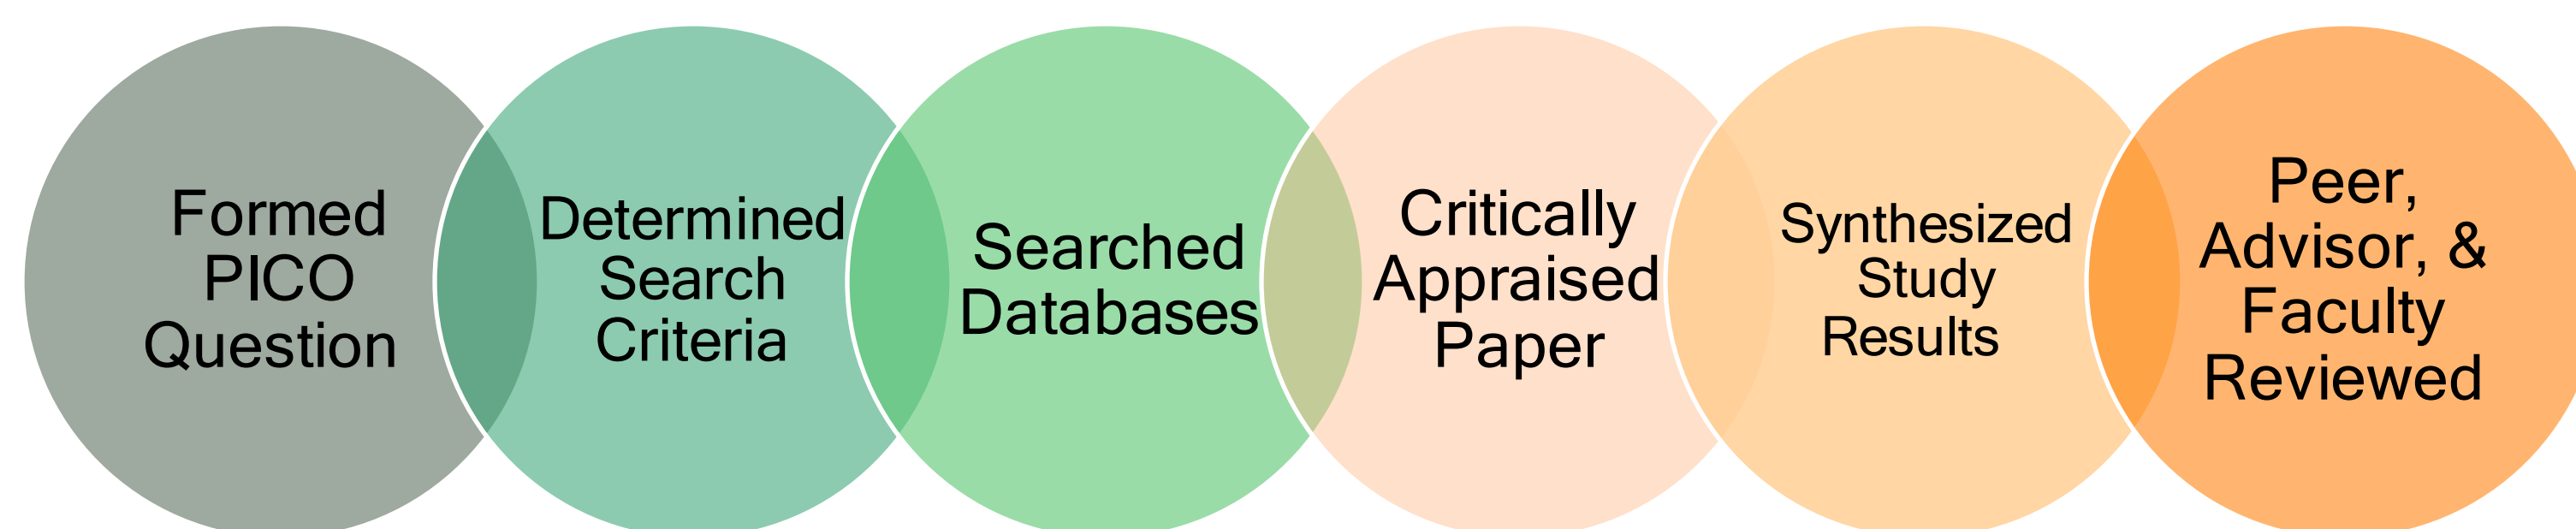 Formed
PICO
Question
Determined
Search
Criteria
Searched
Databases
Critically
Appraised
Paper
Synthesized
Study
Results
Peer,
Advisor, &
Faculty
Reviewed